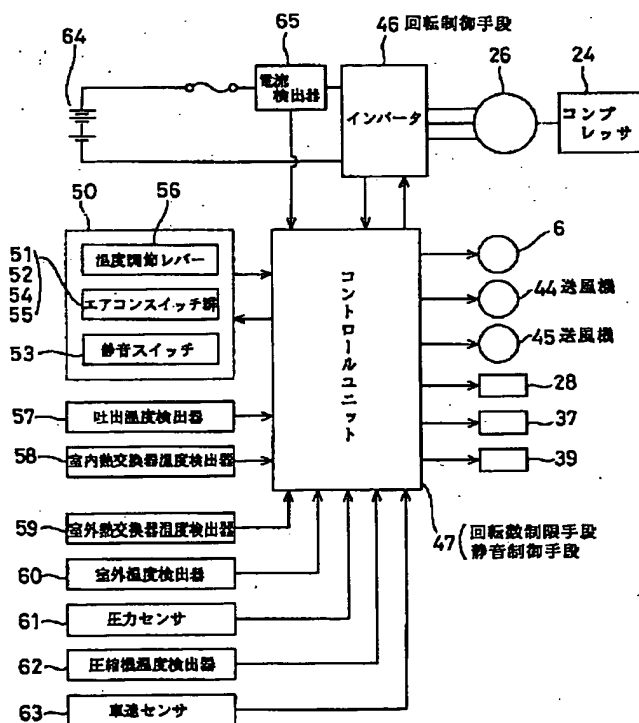 65
電流
検出器
46 回転制御手段
インバータ
26
24
コンプ
レッサ
64
50
56
温度調節レバー
51
52
54
55
エアコンスイッチ群
53
静音スイッチ
コントロールユニット
6
44 送風機
45 送風機
28
37
39
47 (回転数制限手段
静音制御手段
57
吐出温度検出器
58
室内熱交換器温度検出器
59
室外熱交換器温度検出器
60
室外温度検出器
61
圧力センサ
62
圧縮機温度検出器
63
車速センサ